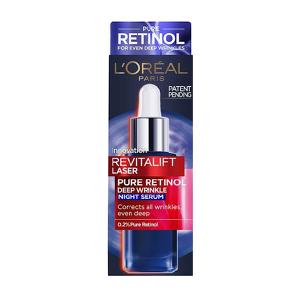 PURE
RETINOL
FOR EVEN DEEP WRINKLES
L'ORÉAL
PARIS
PATENT
PENDING
innovation
REVITALIFT
LASER
PURE RETINOL
DEEP WRINKLE
NIGHT SERUM
Corrects all wrinkles,
even deep
0.2% Pure Retinol